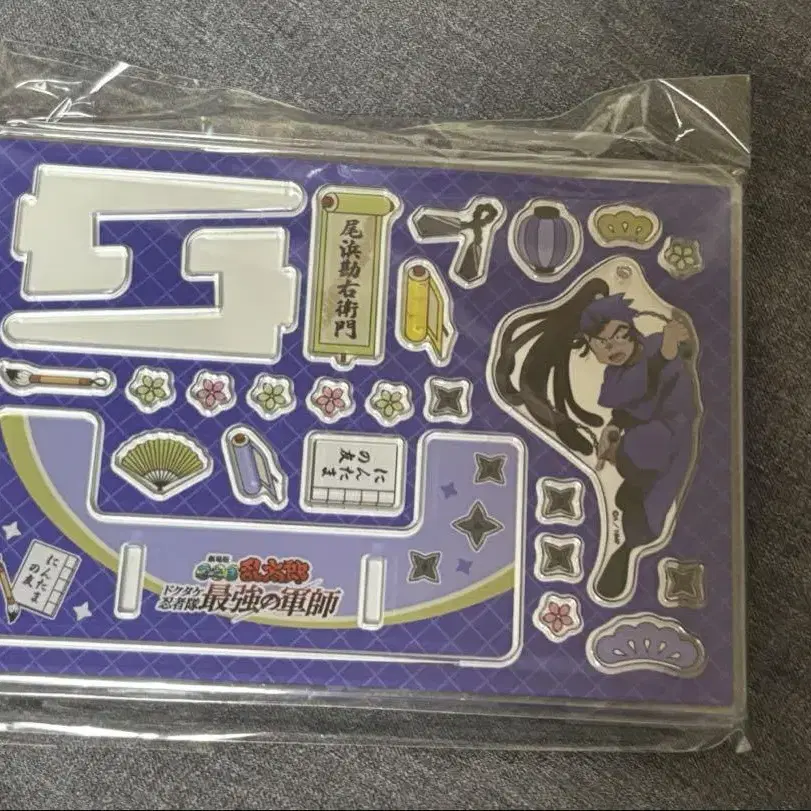 尾浜勘右衛門
にんたま
の友
劇場版
忍たま乱太郎
ドクタケ
忍者隊
最強の軍師
にんたま
の友